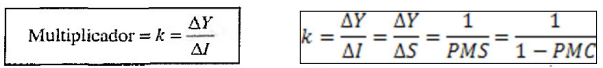 Multiplicador = k = ΔY / ΔI
k = ΔY / ΔI = ΔY / ΔS = 1 / PMS = 1 / 1 − PMC